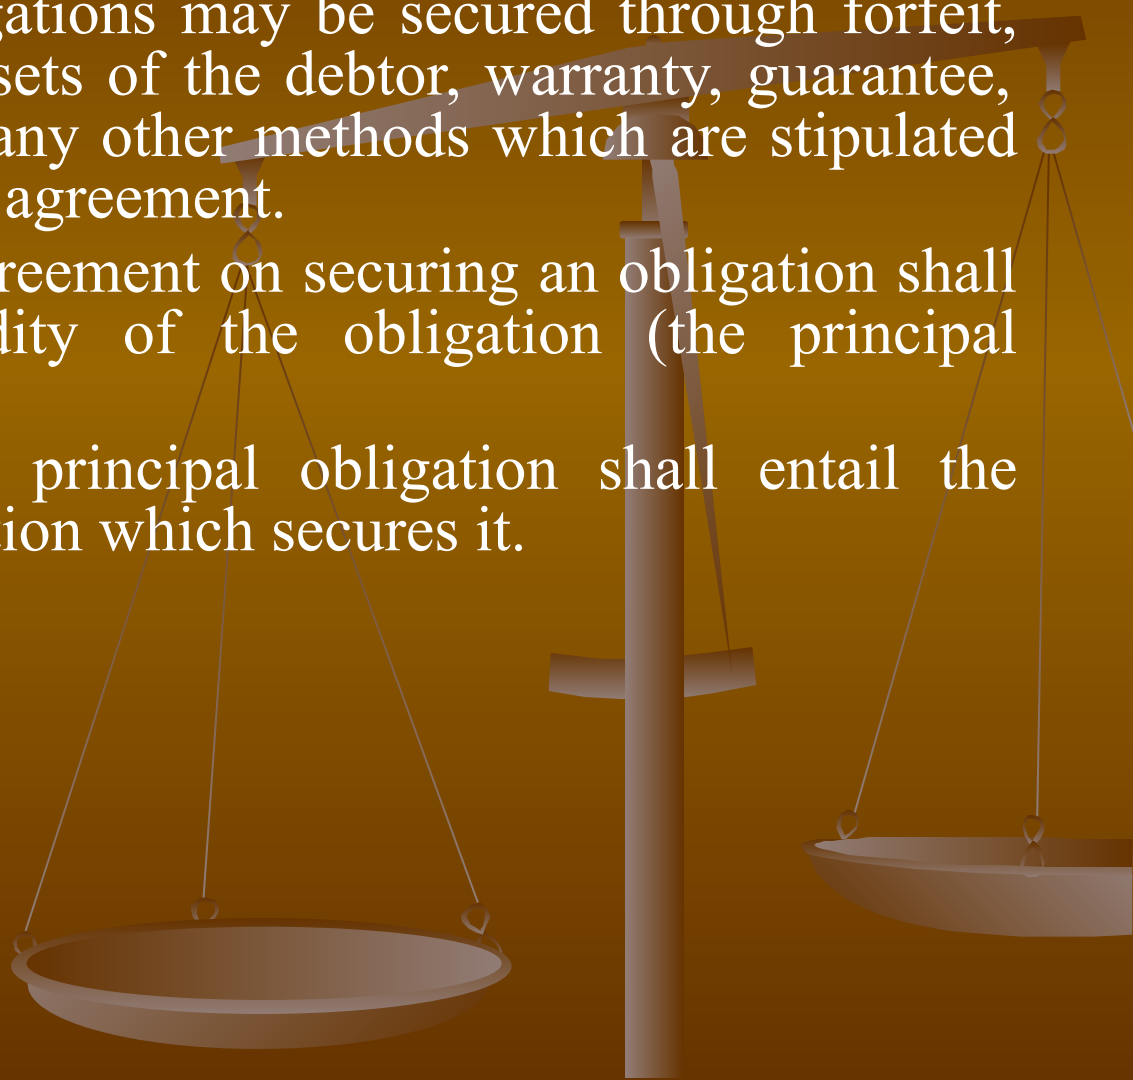 gations may be secured through forfeit,
sets of the debtor, warranty, guarantee,
any other methods which are stipulated
agreement.
reement on securing an obligation shall
dity of the obligation (the principal
principal obligation shall entail the
tion which secures it.